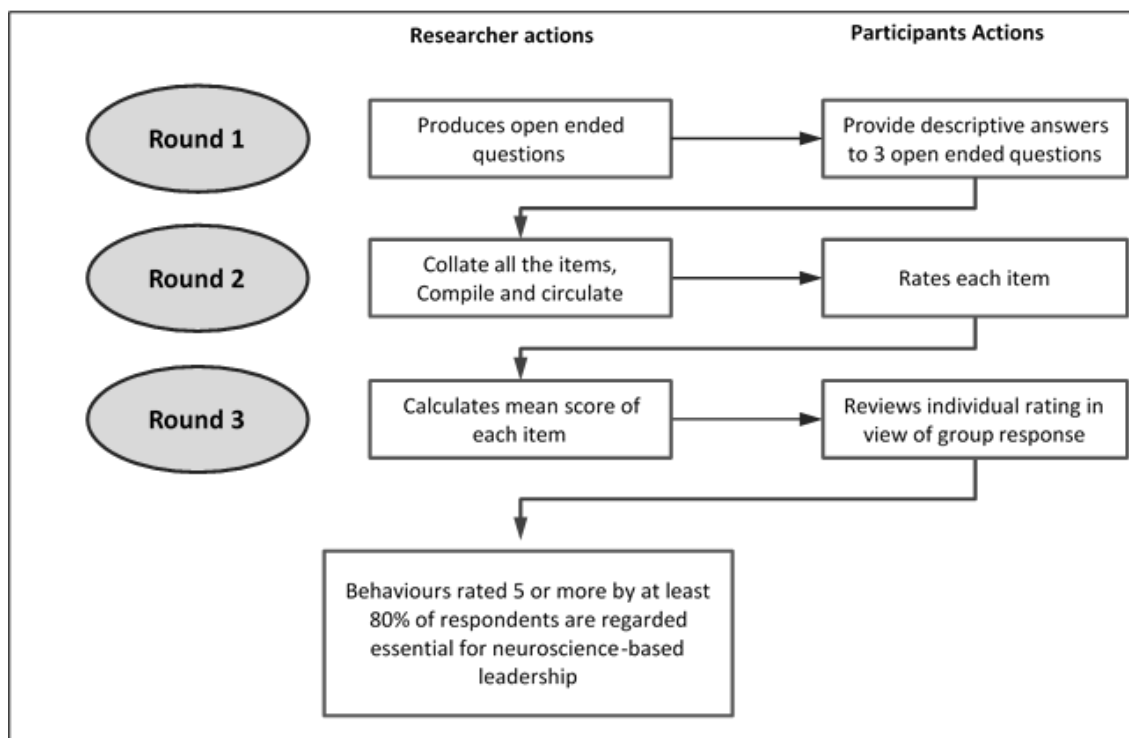 Researcher actions
Participants Actions
Round 1
Produces open ended
questions
Provide descriptive answers
to 3 open ended questions
Round 2
Collate all the items,
Compile and circulate
Rates each item
Round 3
Calculates mean score of
each item
Reviews individual rating in
view of group response
Behaviours rated 5 or more by at least
80% of respondents are regarded
essential for neuroscience-based
leadership